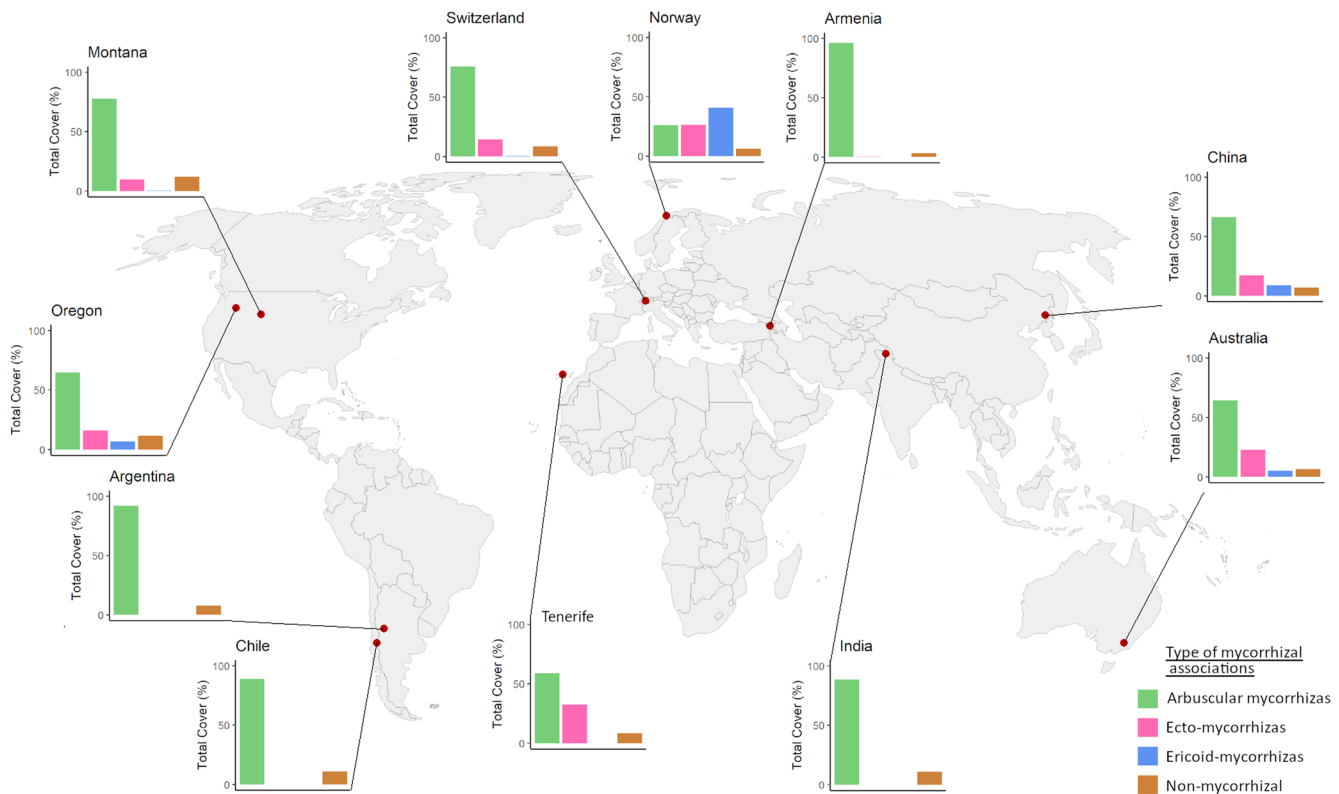 Switzerland
Total Cover (%)
100
50
0
Norway
Total Cover (%)
100
50
0
Armenia
Total Cover (%)
100
50
0
Montana
Total Cover (%)
100
50
0
China
Total Cover (%)
100
50
0
Oregon
Total Cover (%)
100
50
0
Australia
Total Cover (%)
100
50
0
Argentina
Total Cover (%)
100
50
0
Chile
Total Cover (%)
100
50
0
Tenerife
Total Cover (%)
100
50
0
India
Total Cover (%)
100
50
0
Type of mycorrhizal
associations
Arbuscular mycorrhizas
Ecto-mycorrhizas
Ericoid-mycorrhizas
Non-mycorrhizal